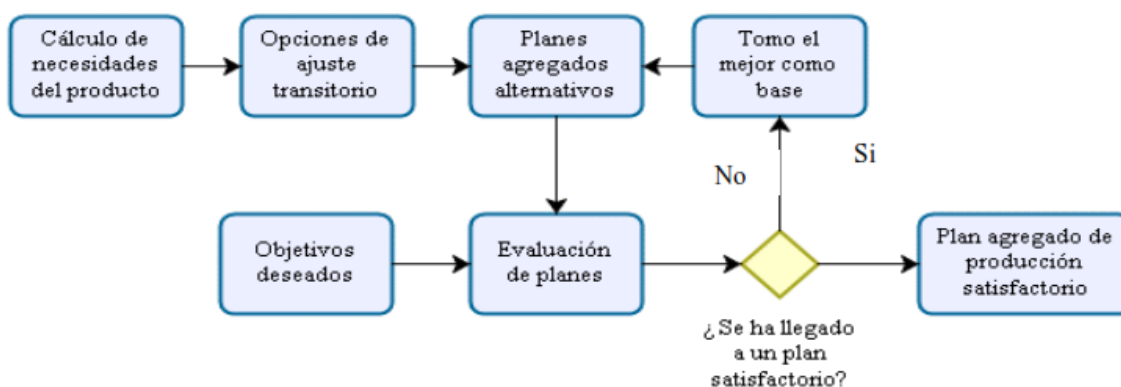 Cálculo de
necesidades
del producto
Opciones de
ajuste
transitorio
Planes
agregados
alternativos
Tomo el
mejor como
base
No
Si
Objetivos
deseados
Evaluación
de planes
¿Se ha llegado
a un plan
satisfactorio?
Plan agregado de
producción
satisfactorio